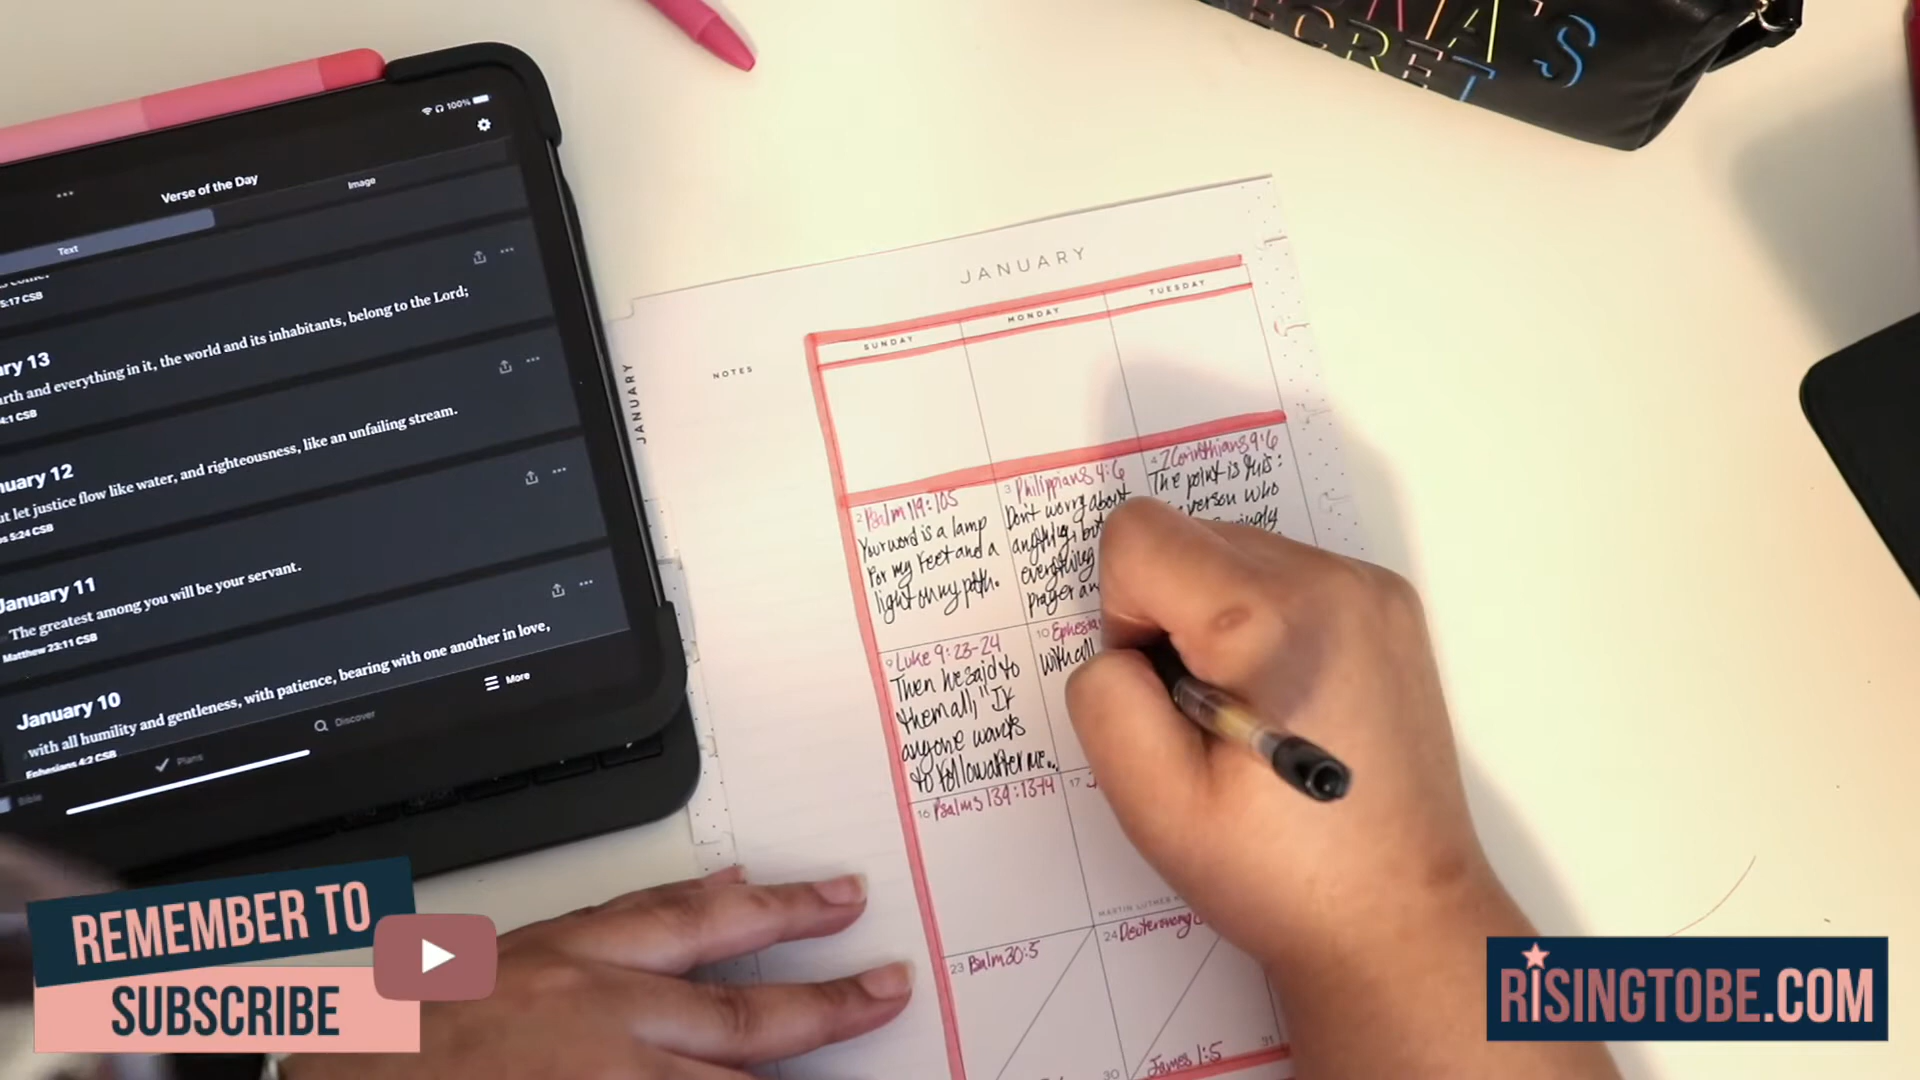 100%
Verse of the Day
Text
Image
5:17 CSB
ry 13
rth and everything in it, the world and its inhabitants, belong to the Lord;
4:1 CSB
uary 12
ut let justice flow like water, and righteousness, like an unfailing stream.
os 5:24 CSB
January 11
The greatest among you will be your servant.
Matthew 23:11 CSB
January 10
with all humility and gentleness, with patience, bearing with one another in love,
Ephesians 4:2 CSB
Bible
Plans
Discover
More
A'S
CRET
JANUARY
JANUARY
NOTES
SUNDAY
MONDAY
TUESDAY
2 Psalm 119:105
Your word is a lamp
for my feet and a
light on my path.
3 Philippians 4:6
Don't worry about
anything, but
everything
prayer an
4 2 Corinthians 9:6
The point is this:
person who
ingly
9 Luke 9:23-24
Then he said to
them all, "If
anyone wants
to follow after me...
10 Ephesia
with all
16 Psalms 139:13-14
17
MARTIN LUTHER
23 Psalm 30:5
24 Deuteronomy
30
James 1:5
31
REMEMBER TO
SUBSCRIBE
RISINGTOBE.COM